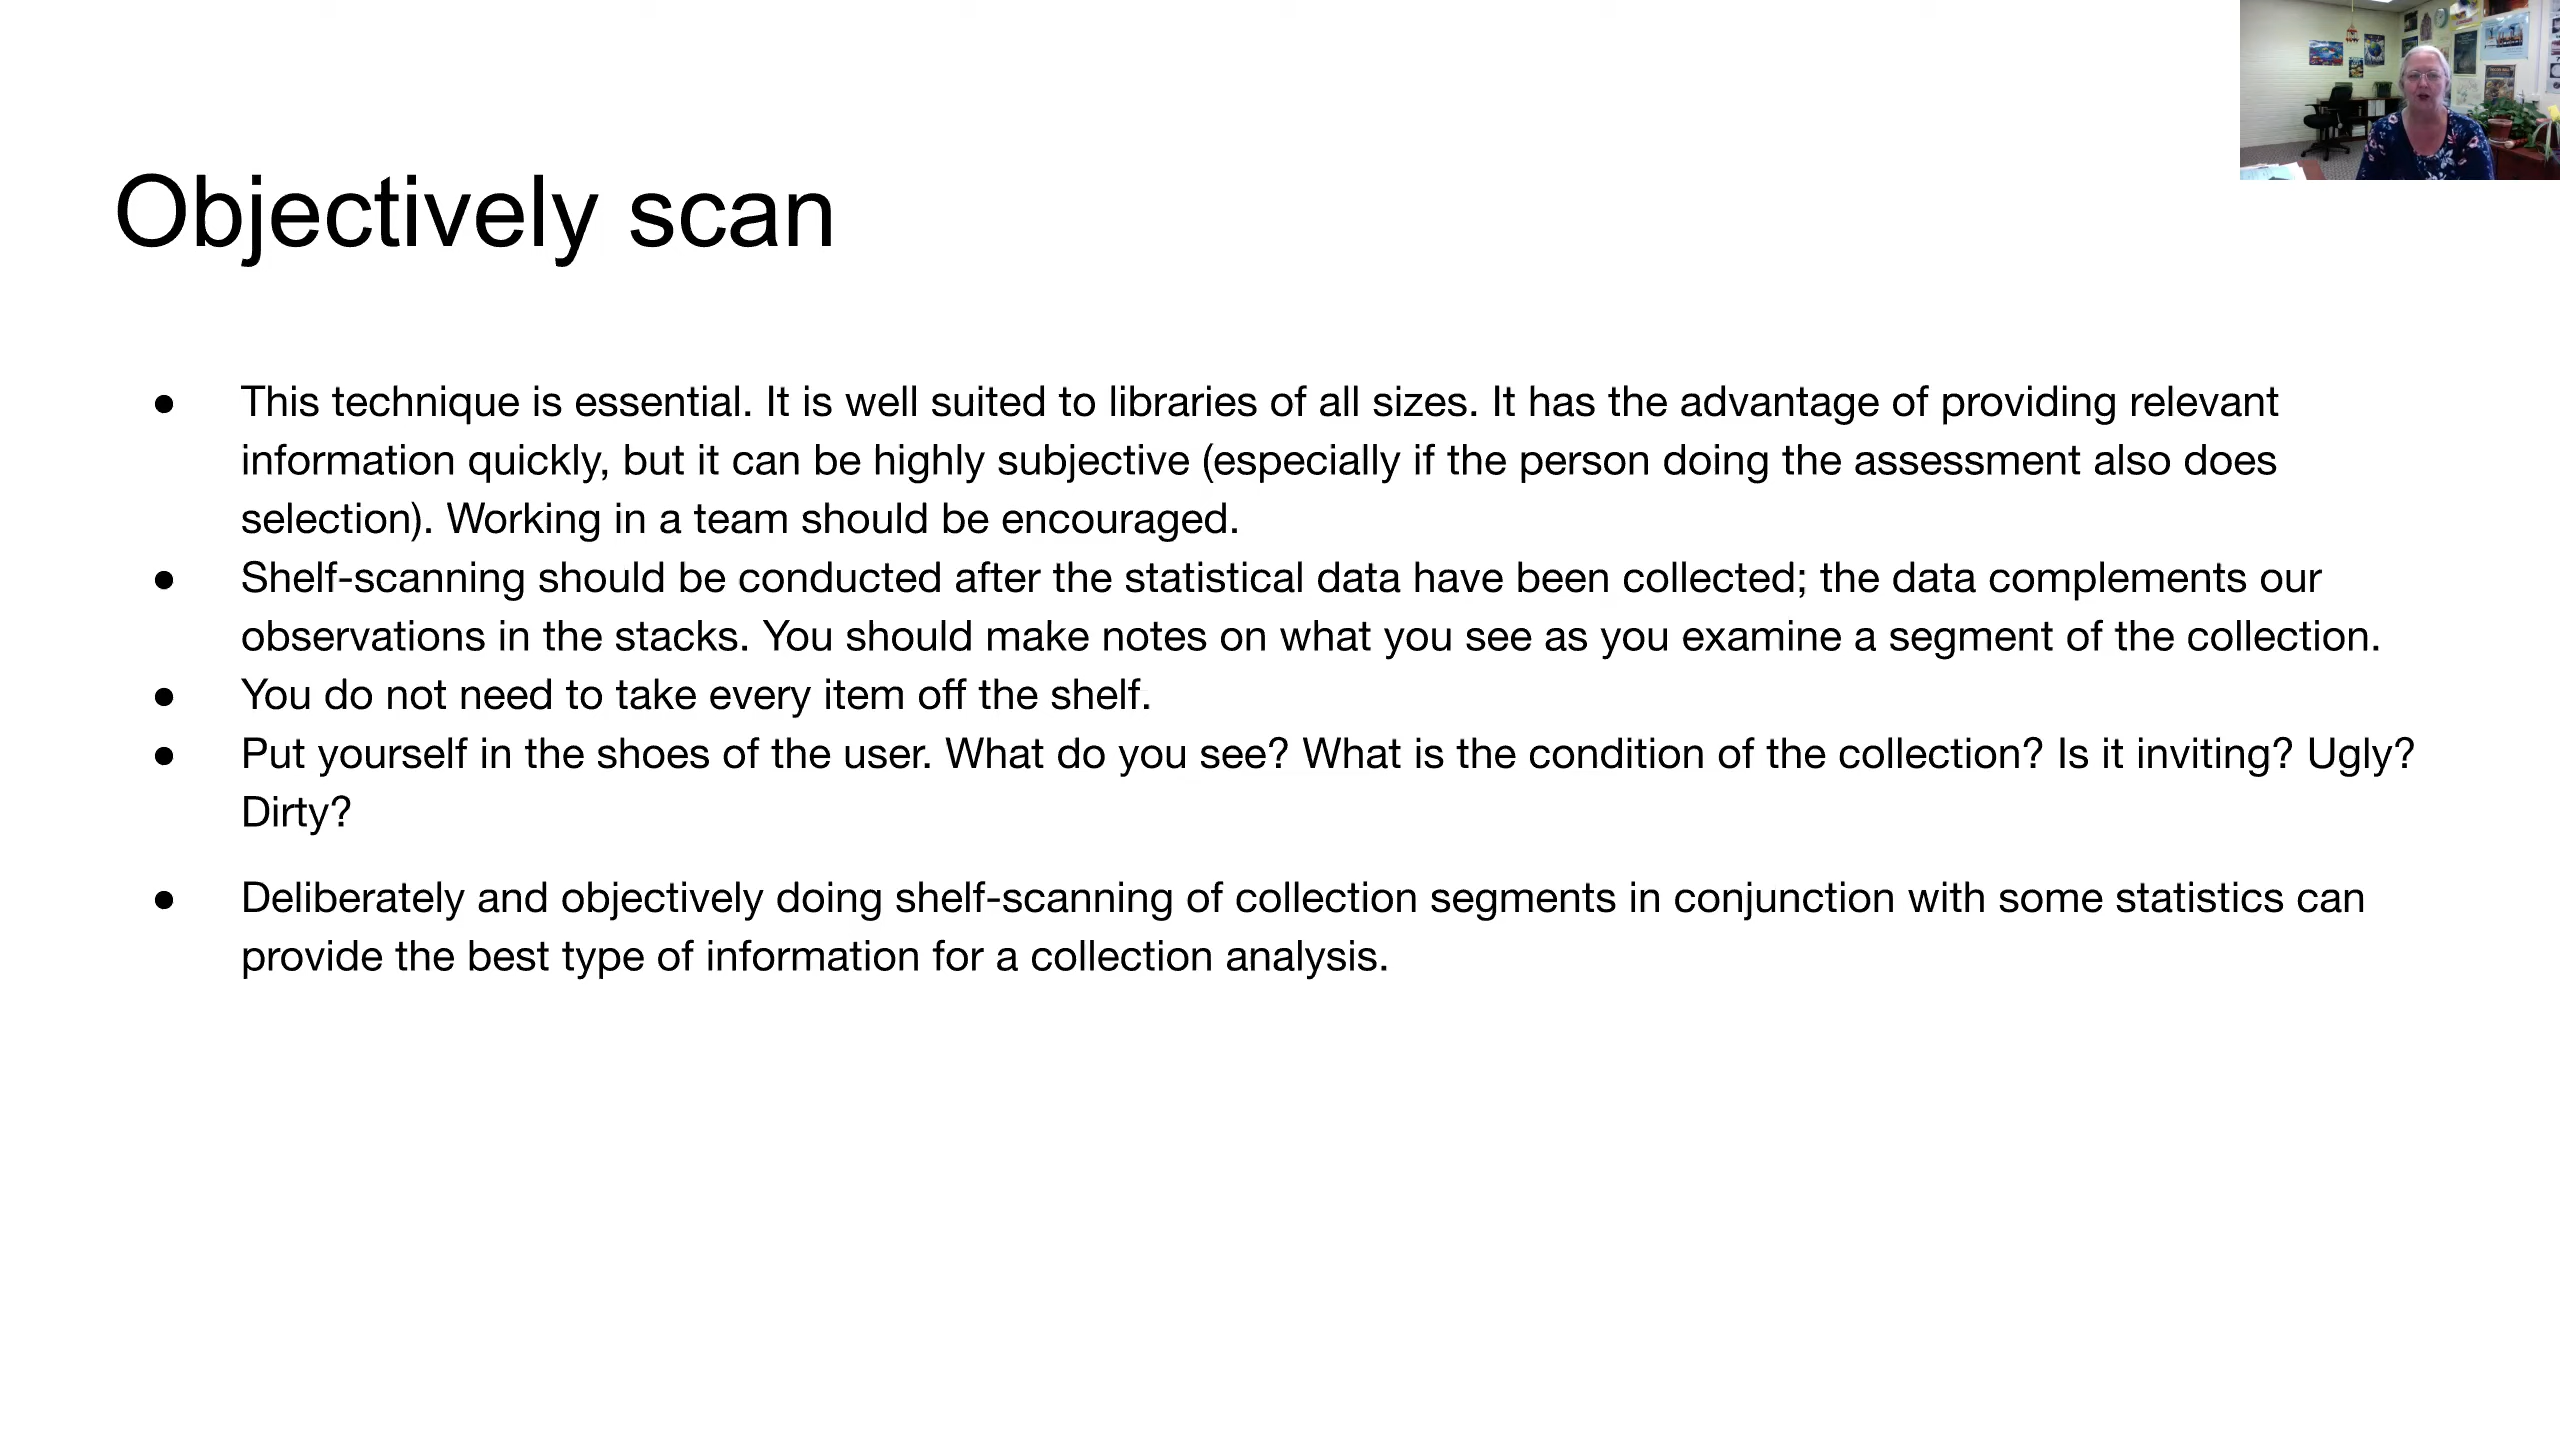 Objectively scan
● This technique is essential. It is well suited to libraries of all sizes. It has the advantage of providing relevant
information quickly, but it can be highly subjective (especially if the person doing the assessment also does
selection). Working in a team should be encouraged.
● Shelf-scanning should be conducted after the statistical data have been collected; the data complements our
observations in the stacks. You should make notes on what you see as you examine a segment of the collection.
● You do not need to take every item off the shelf.
● Put yourself in the shoes of the user. What do you see? What is the condition of the collection? Is it inviting? Ugly?
Dirty?
● Deliberately and objectively doing shelf-scanning of collection segments in conjunction with some statistics can
provide the best type of information for a collection analysis.